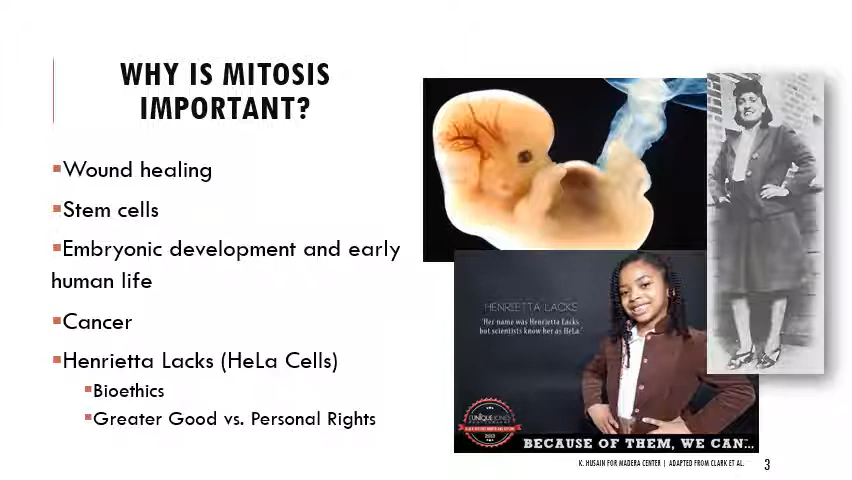 WHY IS MITOSIS
IMPORTANT?
Wound healing
Stem cells
Embryonic development and early
human life
Cancer
Henrietta Lacks (HeLa Cells)
Bioethics
Greater Good vs. Personal Rights
HENRIETTA LACKS
"Her name was Henrietta Lacks
but scientists know her as HeLa."
BECAUSE OF THEM, WE CAN...
K. HUSAIN FOR MADERA CENTER | ADAPTED FROM CLARK ET AL.
3